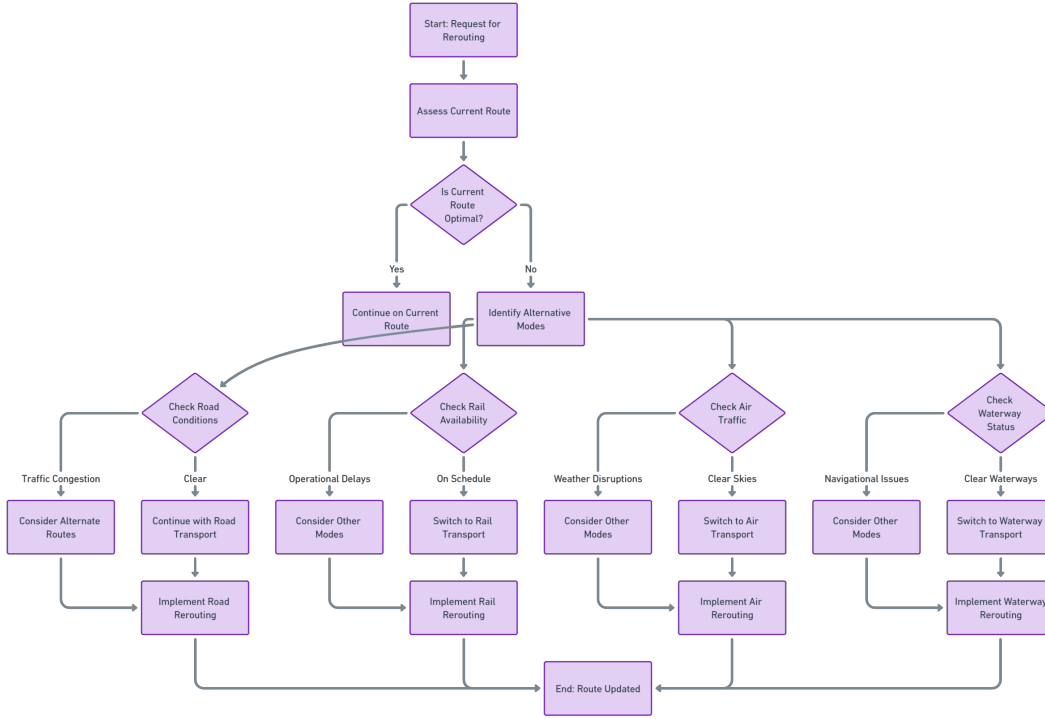 Start: Request for
Rerouting
Assess Current Route
Is Current
Route
Optimal?
Yes
No
Continue on Current
Route
Identify Alternative
Modes
Check Road
Conditions
Check Rail
Availability
Check Air
Traffic
Check
Waterway
Status
Traffic Congestion
Clear
Operational Delays
On Schedule
Weather Disruptions
Clear Skies
Navigational Issues
Clear Waterways
Consider Alternate
Routes
Continue with Road
Transport
Consider Other
Modes
Switch to Rail
Transport
Consider Other
Modes
Switch to Air
Transport
Consider Other
Modes
Switch to Waterway
Transport
Implement Road
Rerouting
Implement Rail
Rerouting
Implement Air
Rerouting
Implement Waterway
Rerouting
End: Route Updated